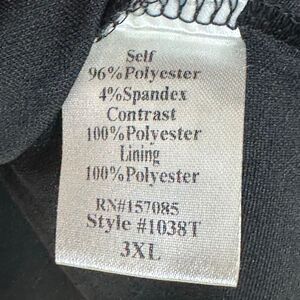 Self
96%Polyester
4%Spandex
Contrast
100%Polyester
Lining
100%Polyester
RN#157085
Style #1038T
3XL